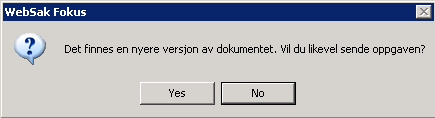 WebSak Fokus
Det finnes en nyere versjon av dokumentet. Vil du likevel sende oppgaven?
Yes
No